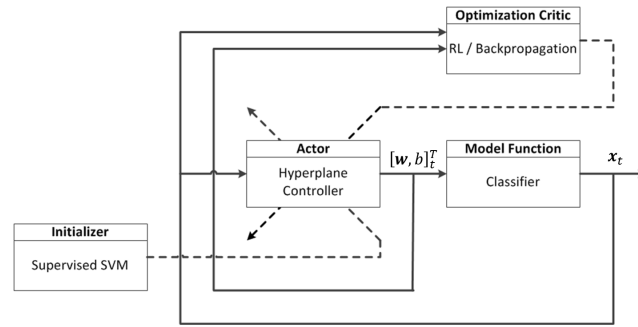 Optimization Critic
RL / Backpropagation
Actor
Hyperplane
Controller
[w, b]ₜᵀ
Model Function
Classifier
xₜ
Initializer
Supervised SVM